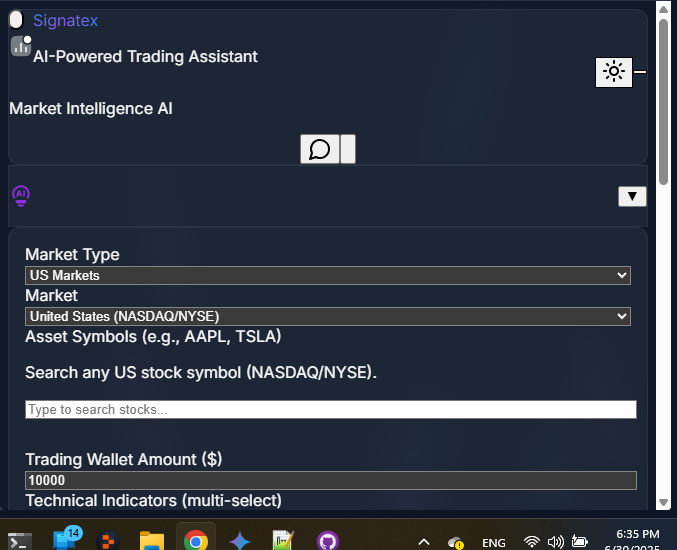 Signatex
AI-Powered Trading Assistant
Market Intelligence AI
AI
Market Type
US Markets
Market
United States (NASDAQ/NYSE)
Asset Symbols (e.g., AAPL, TSLA)
Search any US stock symbol (NASDAQ/NYSE).
Type to search stocks...
Trading Wallet Amount ($)
10000
Technical Indicators (multi-select)
14
ENG
6:35 PM
6/30/2025